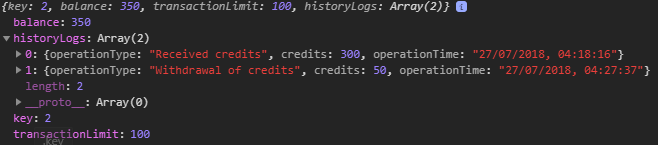 {key: 2, balance: 350, transactionLimit: 100, historyLogs: Array(2)} i
balance: 350
▼historyLogs: Array(2)
▶0: {operationType: "Received credits", credits: 300, operationTime: "27/07/2018, 04:18:16"}
▶1: {operationType: "Withdrawal of credits", credits: 50, operationTime: "27/07/2018, 04:27:37"}
length: 2
▶__proto__: Array(0)
key: 2
transactionLimit: 100
.key